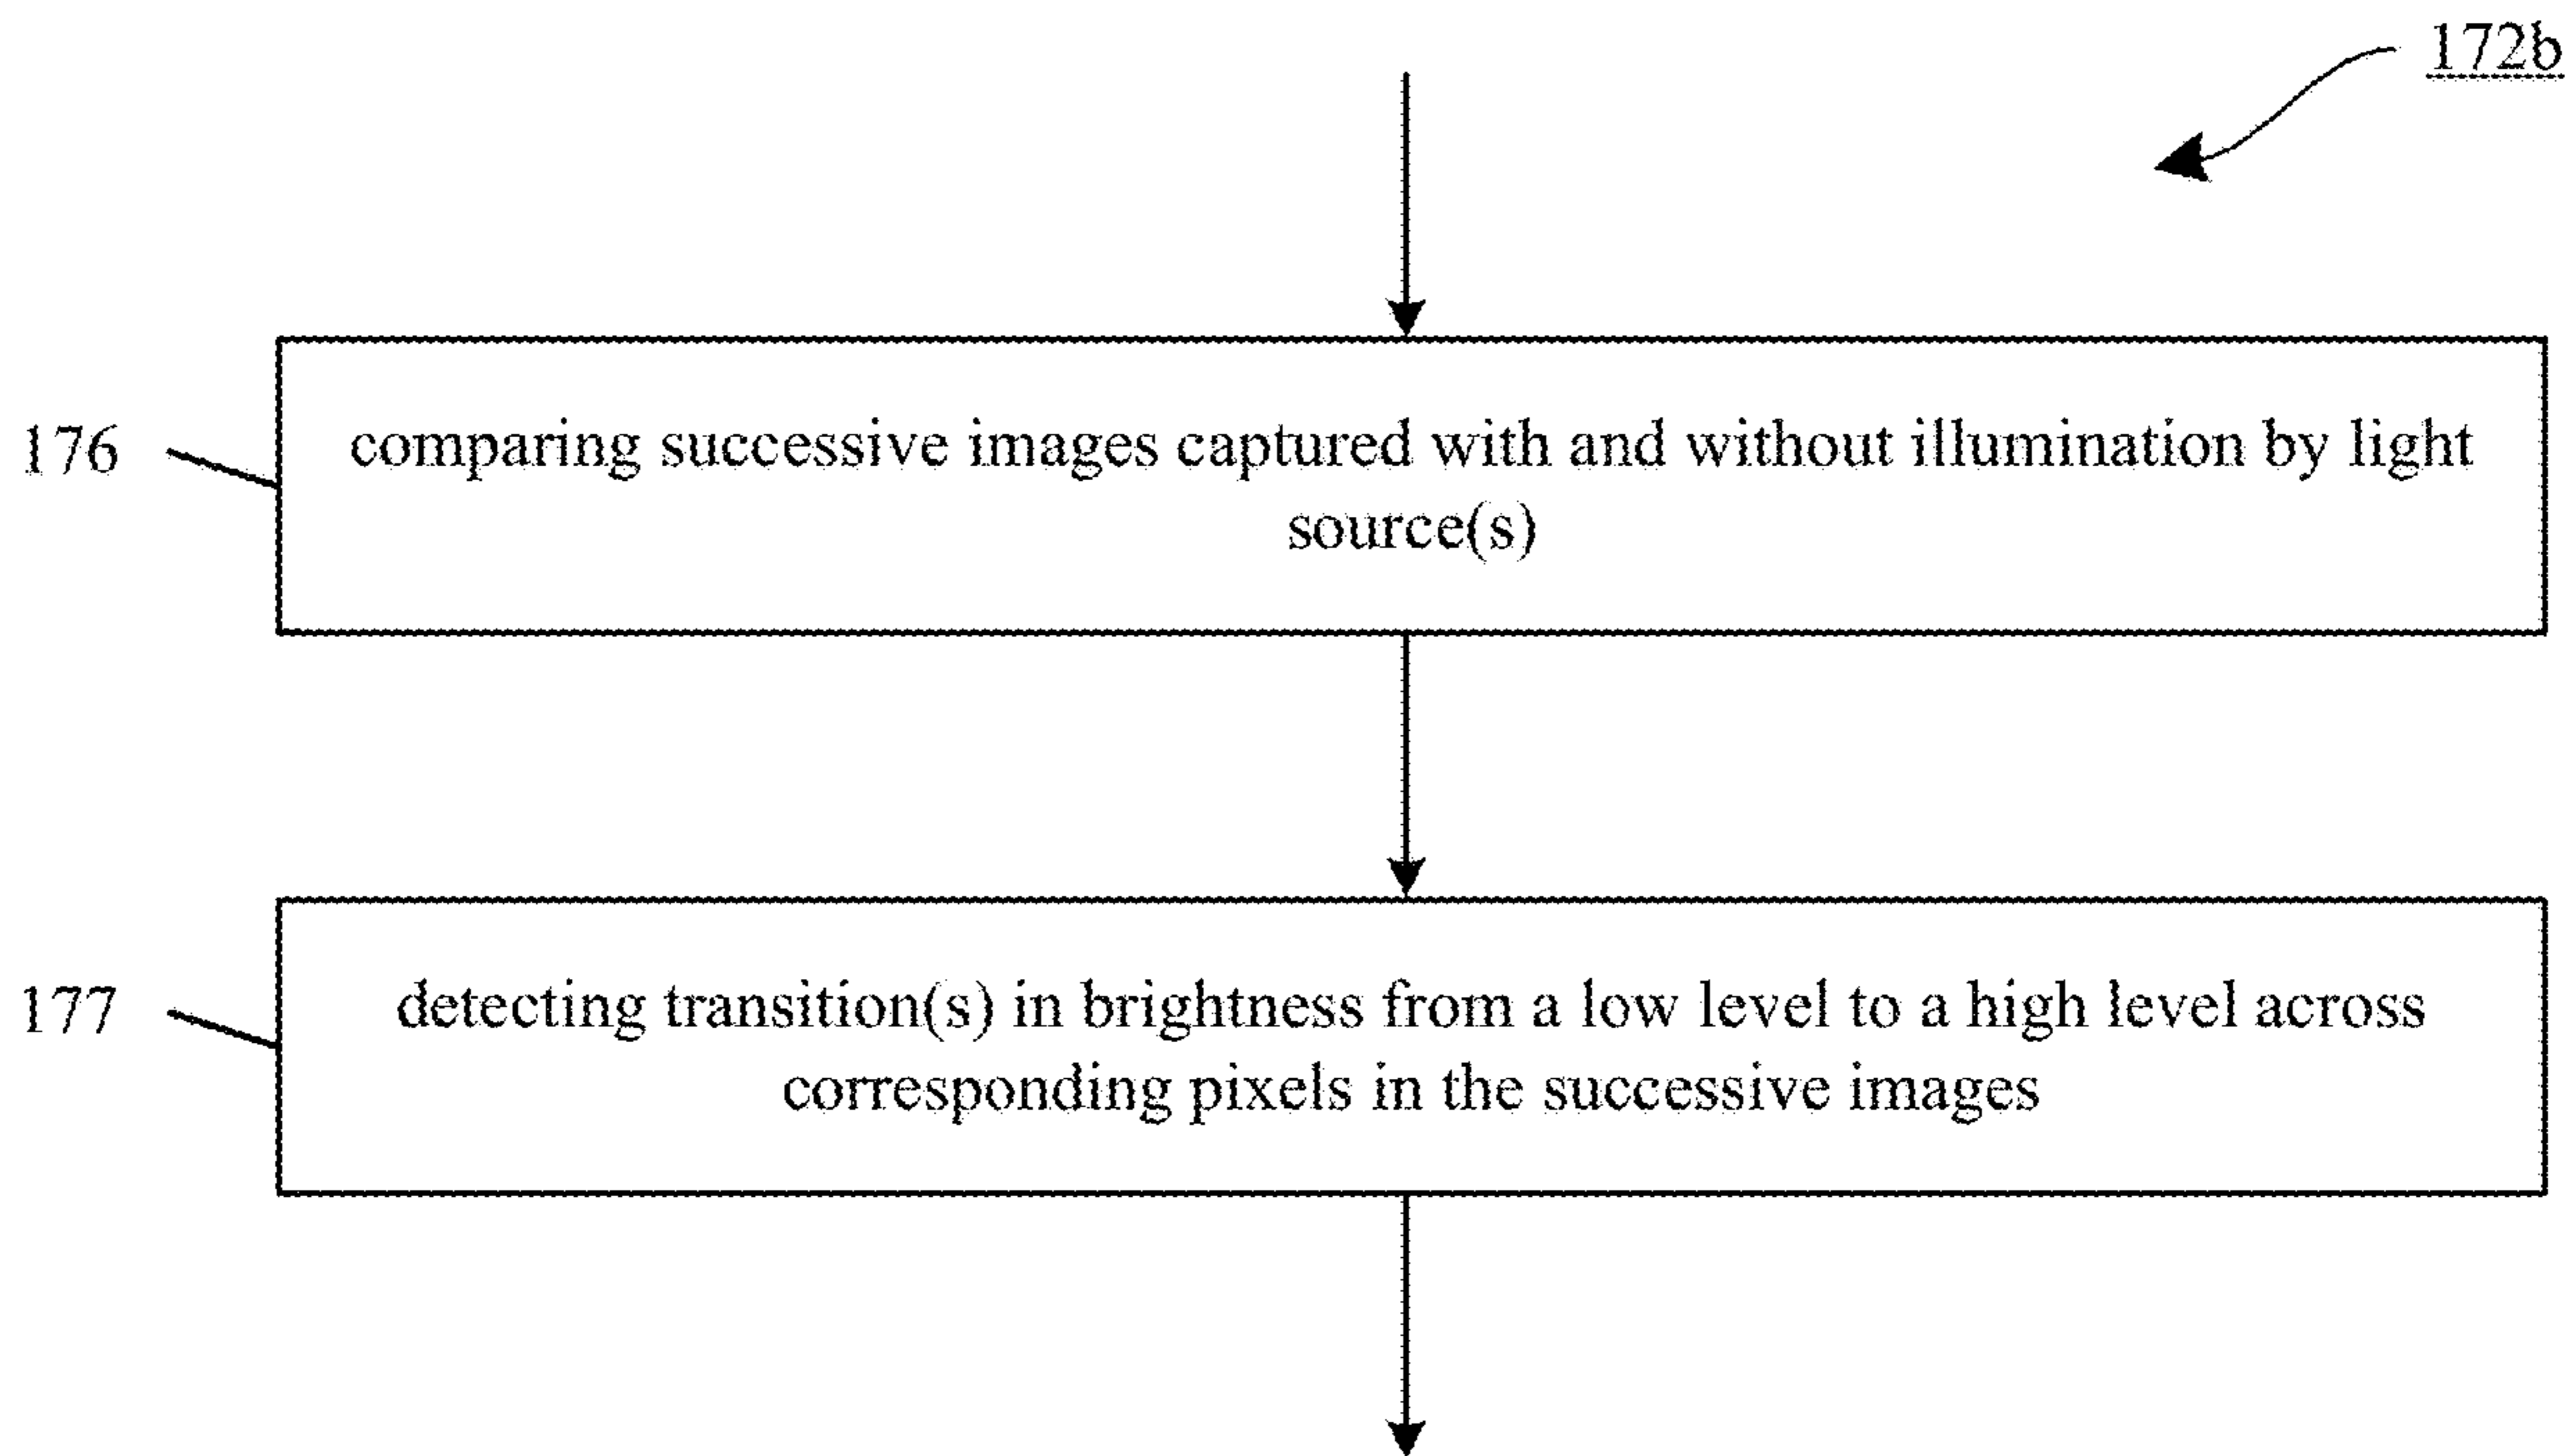 172b
176
comparing successive images captured with and without illumination by light
source(s)
177
detecting transition(s) in brightness from a low level to a high level across
corresponding pixels in the successive images